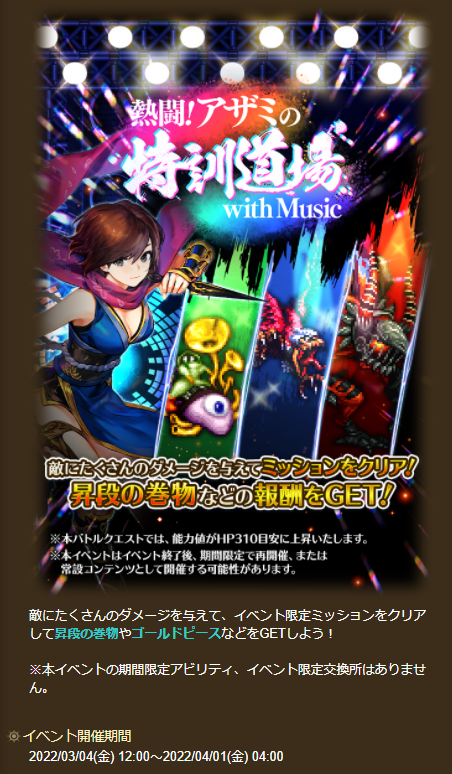 熱闘!アザミの
特訓道場
with Music
敵にたくさんのダメージを与えてミッションをクリア!
昇段の巻物などの報酬をGET!
※本バトルクエストでは、能力値がHP310目安に上昇いたします。
※本イベントはイベント終了後、期間限定で再開催、または
常設コンテンツとして開催する可能性があります。
敵にたくさんのダメージを与えて、イベント限定ミッションをクリア
して昇段の巻物やゴールドピースなどをGETしよう!
※本イベントの期間限定アビリティ、イベント限定交換所はありませ
ん。
イベント開催期間
2022/03/04(金) 12:00～2022/04/01(金) 04:00